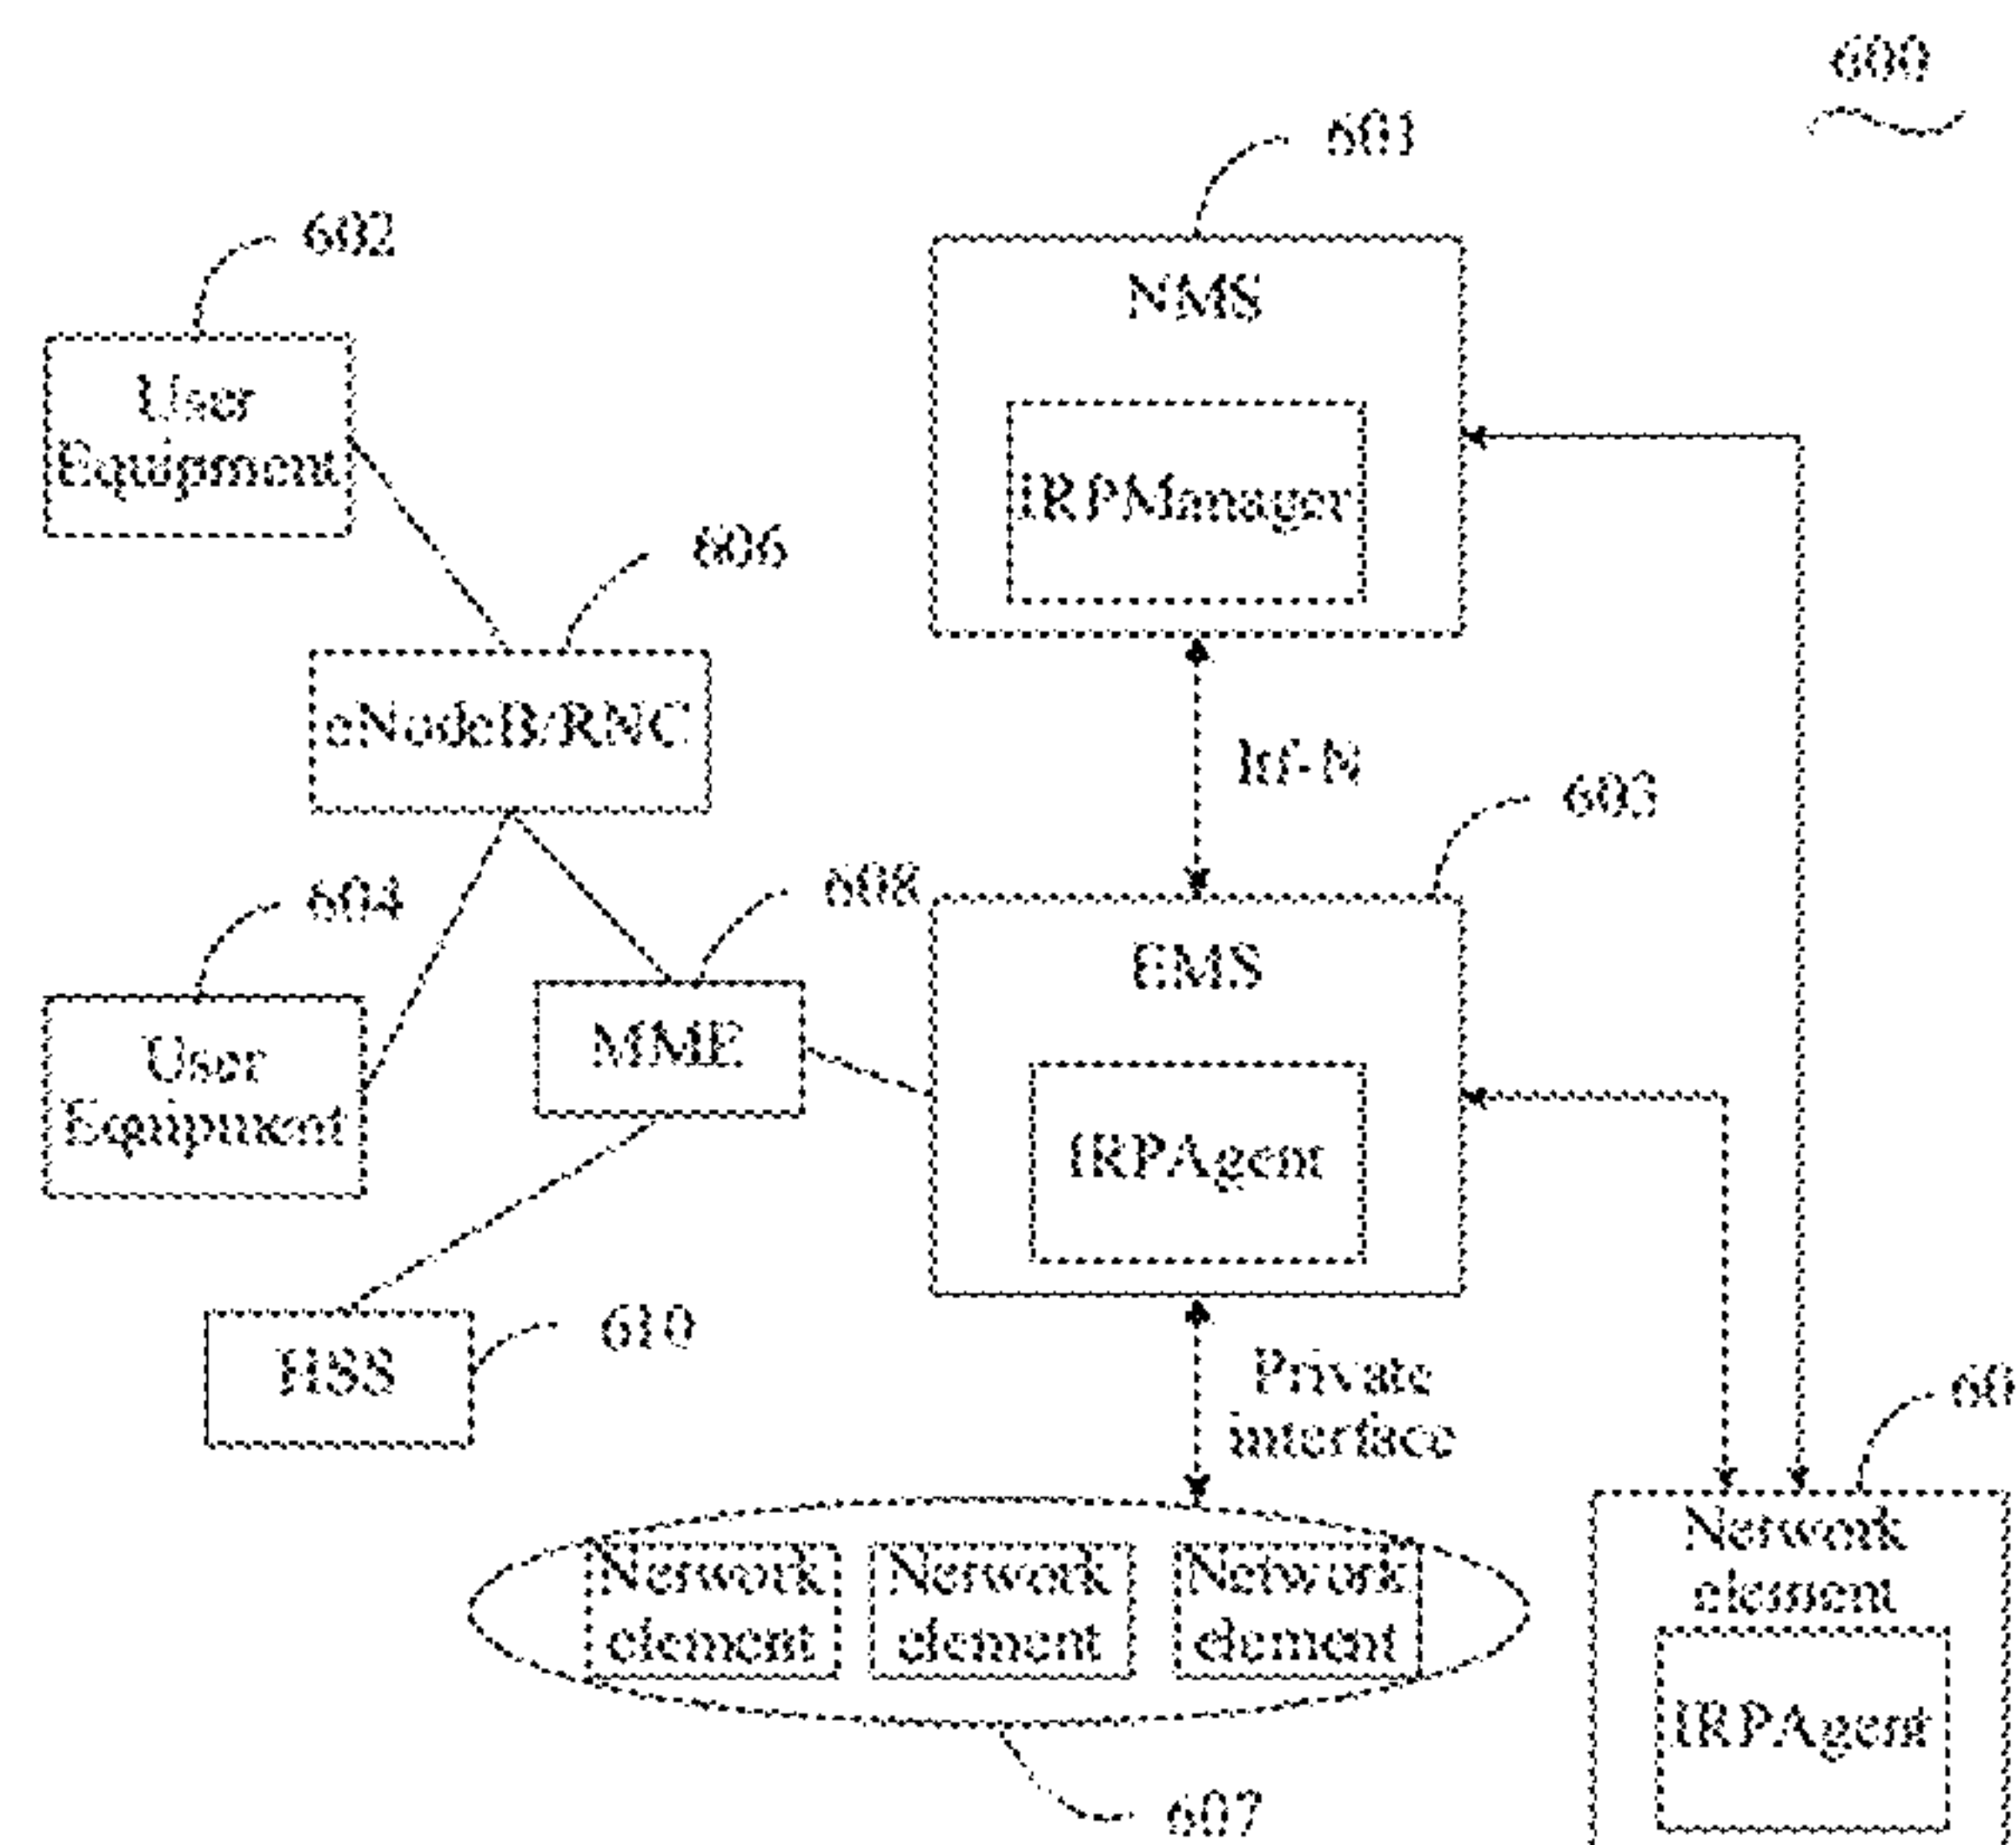 600
601
602
NMS
User
Equipment
IRPManager
606
eNodeB/RNC
Itf-N
603
604
608
EMS
User
Equipment
MME
IRPAgent
HSS
610
Private
interface
60
Network
element
Network
element
Network
element
Network
element
IRPAgent
607